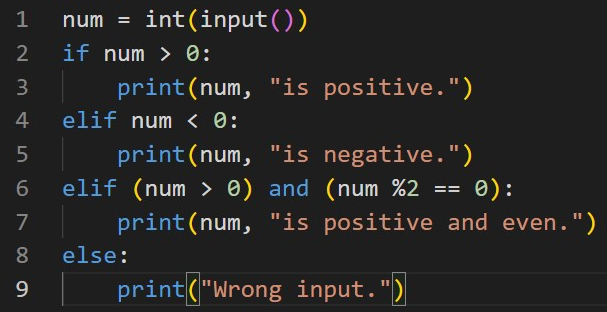 1 num = int(input())
2 if num > 0:
3     print(num, "is positive.")
4 elif num < 0:
5     print(num, "is negative.")
6 elif (num > 0) and (num %2 == 0):
7     print(num, "is positive and even.")
8 else:
9     print("Wrong input.")